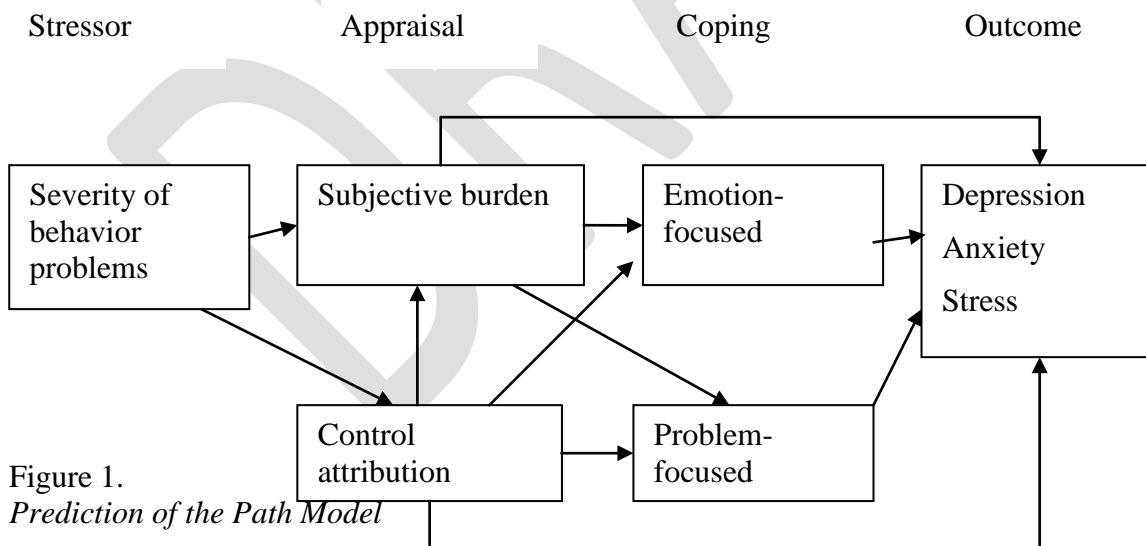 Stressor Appraisal Coping Outcome
Severity of
behavior
problems
Subjective burden
Emotion-
focused
Depression
Anxiety
Stress
Control
attribution
Problem-
focused
Figure 1.
Prediction of the Path Model